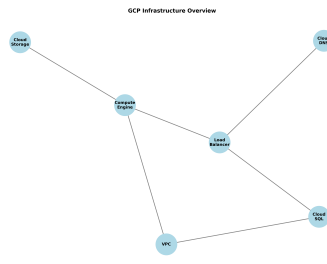 GCP Infrastructure Overview
Cloud
Storage
Cloud
DNS
Compute
Engine
Load
Balancer
Cloud
SQL
VPC